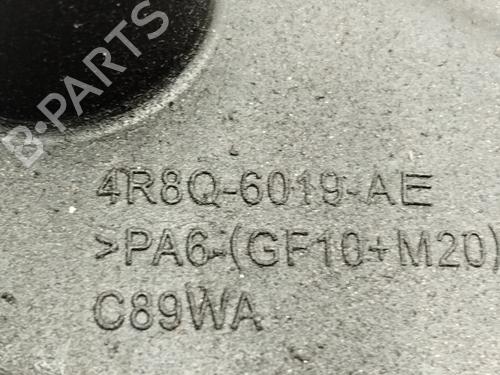 B-PARTS
4R8Q-6019-AE
>PA6-(GF10+M20)
C89WA